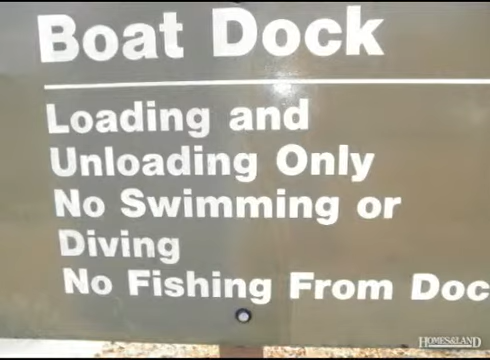 Boat Dock
Loading and
Unloading Only
No Swimming or
Diving
No Fishing From Doc
HOMES&LAND